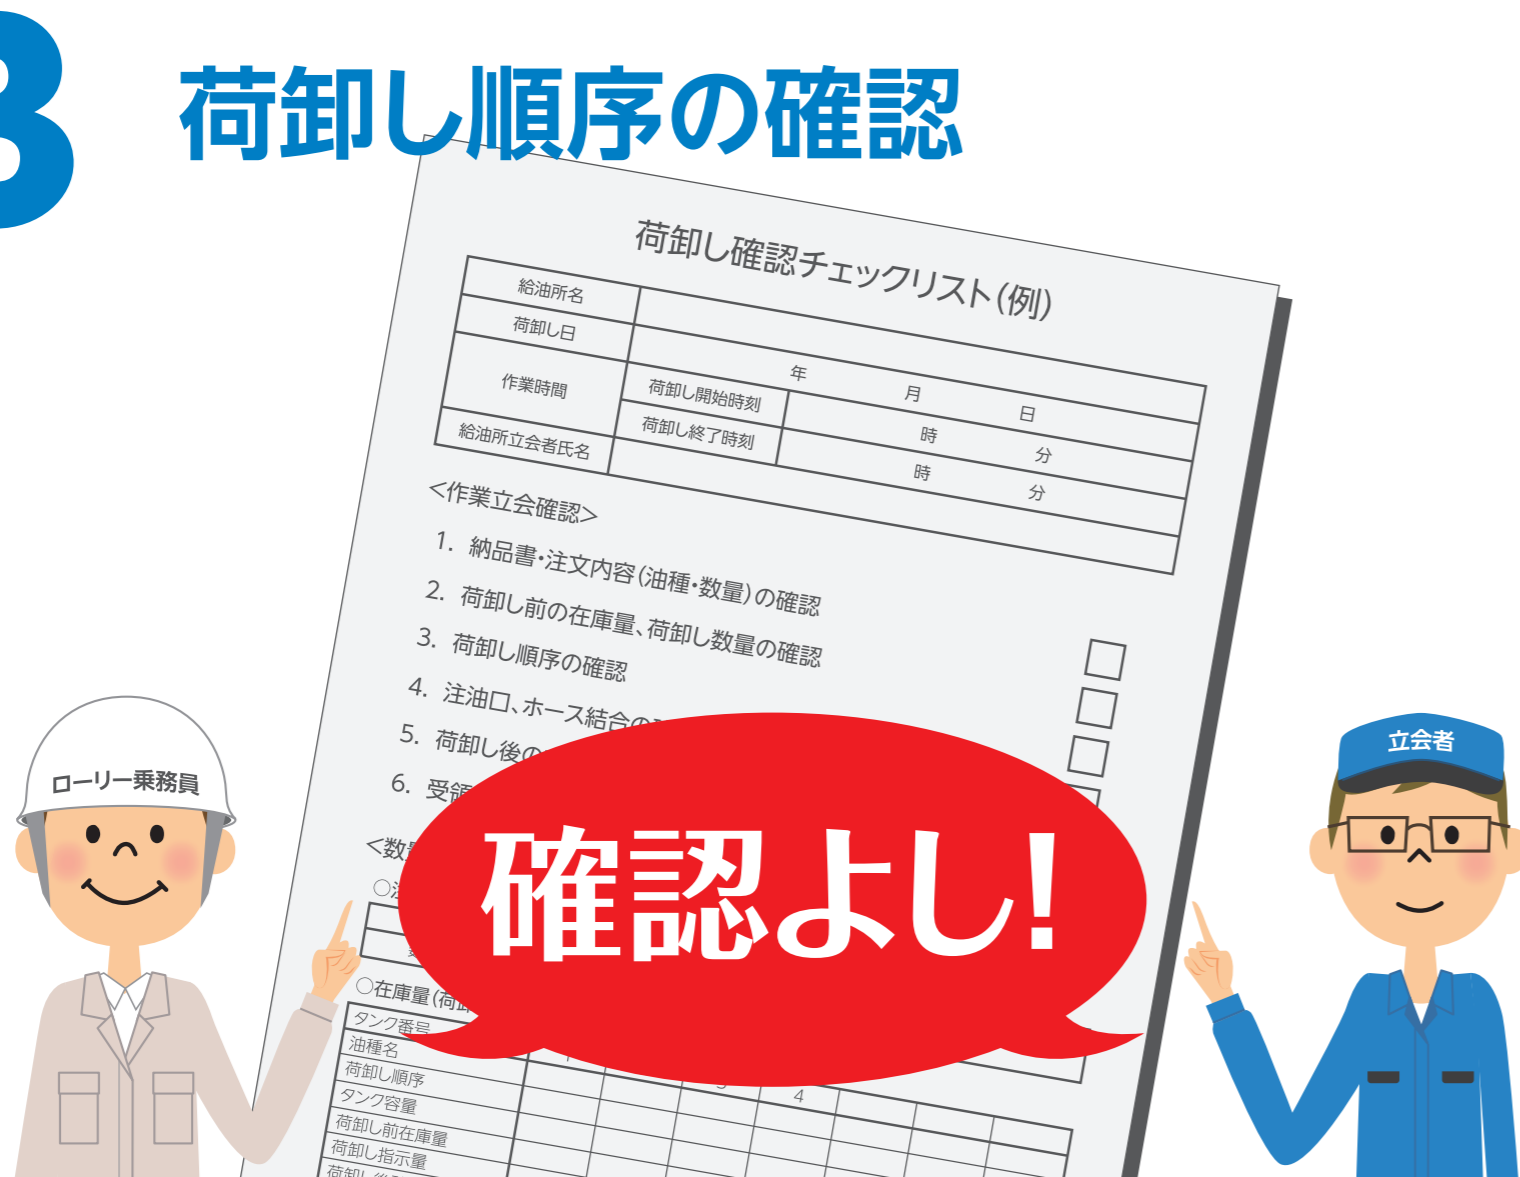 3 荷卸し順序の確認
荷卸し確認チェックリスト(例)
給油所名
荷卸し日 年 月 日
作業時間 荷卸し開始時刻 時 分
荷卸し終了時刻 時 分
給油所立会者氏名
<作業立会確認>
1. 納品書・注文内容(油種・数量)の確認
2. 荷卸し前の在庫量、荷卸し数量の確認
3. 荷卸し順序の確認
4. 注油口、ホース結合の
5. 荷卸し後の
6. 受領
<数
確認よし!
ローリー乗務員
立会者
○在庫量(荷卸
タンク番号 4
油種名
荷卸し順序
タンク容量
荷卸し前在庫量
荷卸し指示量